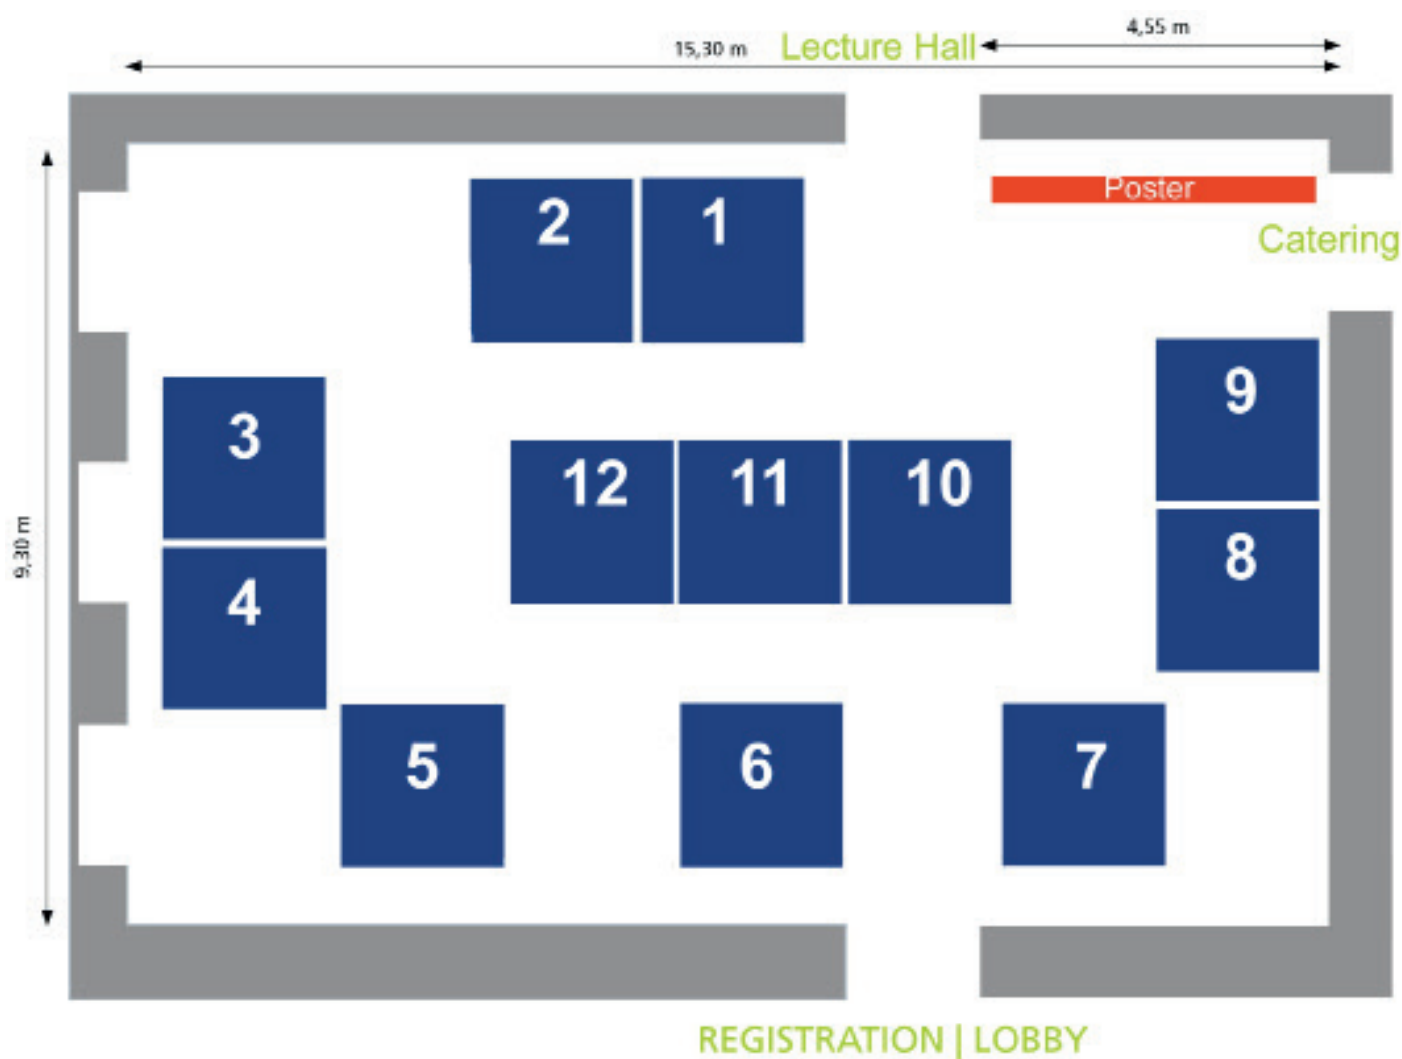 4,55 m
15,30 m
Lecture Hall
Poster
Catering
2
1
9
3
12
11
10
9,30 m
8
4
5
6
7
REGISTRATION | LOBBY